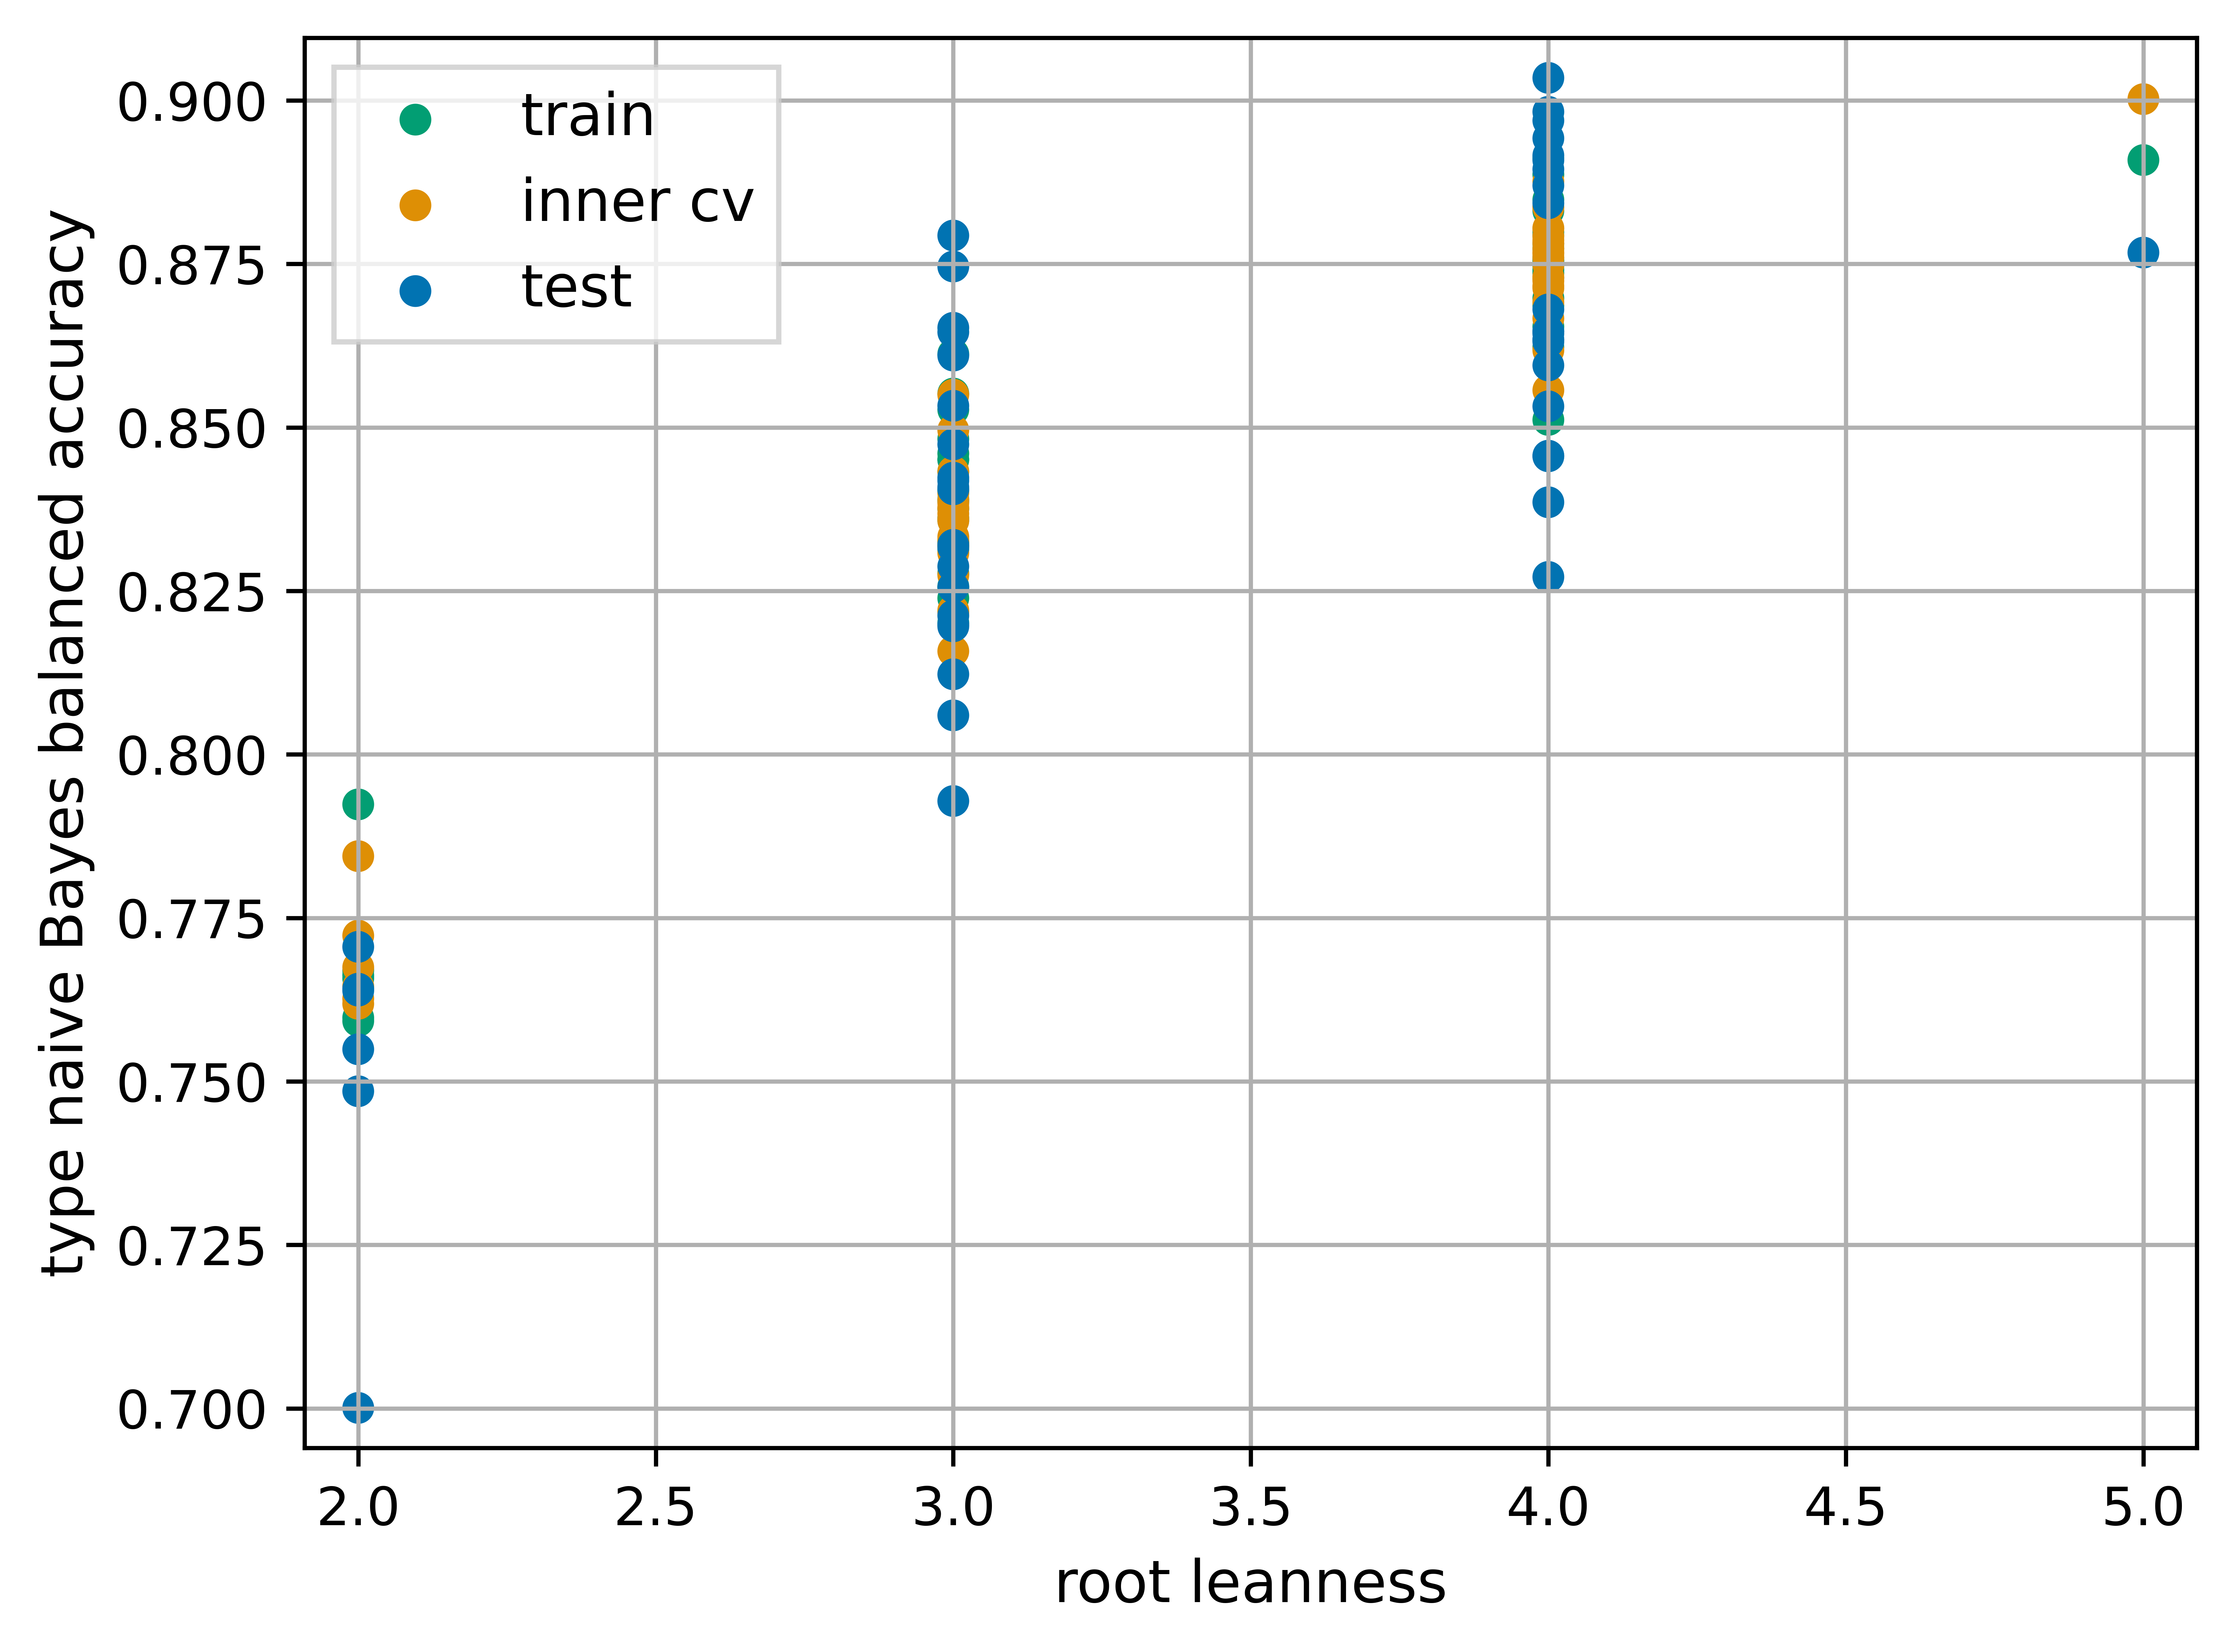 train
inner cv
test
type naive Bayes balanced accuracy
0.900
0.875
0.850
0.825
0.800
0.775
0.750
0.725
0.700
2.0 2.5 3.0 3.5 4.0 4.5 5.0
root leanness